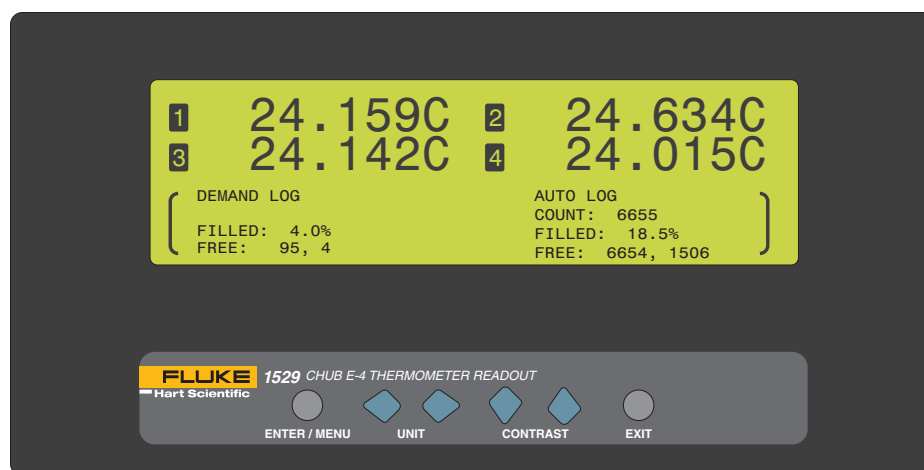 1 24.159C 2 24.634C
3 24.142C 4 24.015C
DEMAND LOG
FILLED: 4.0%
FREE: 95, 4
AUTO LOG
COUNT: 6655
FILLED: 18.5%
FREE: 6654, 1506
FLUKE
Hart Scientific
1529 CHUB E-4 THERMOMETER READOUT
ENTER / MENU UNIT CONTRAST EXIT